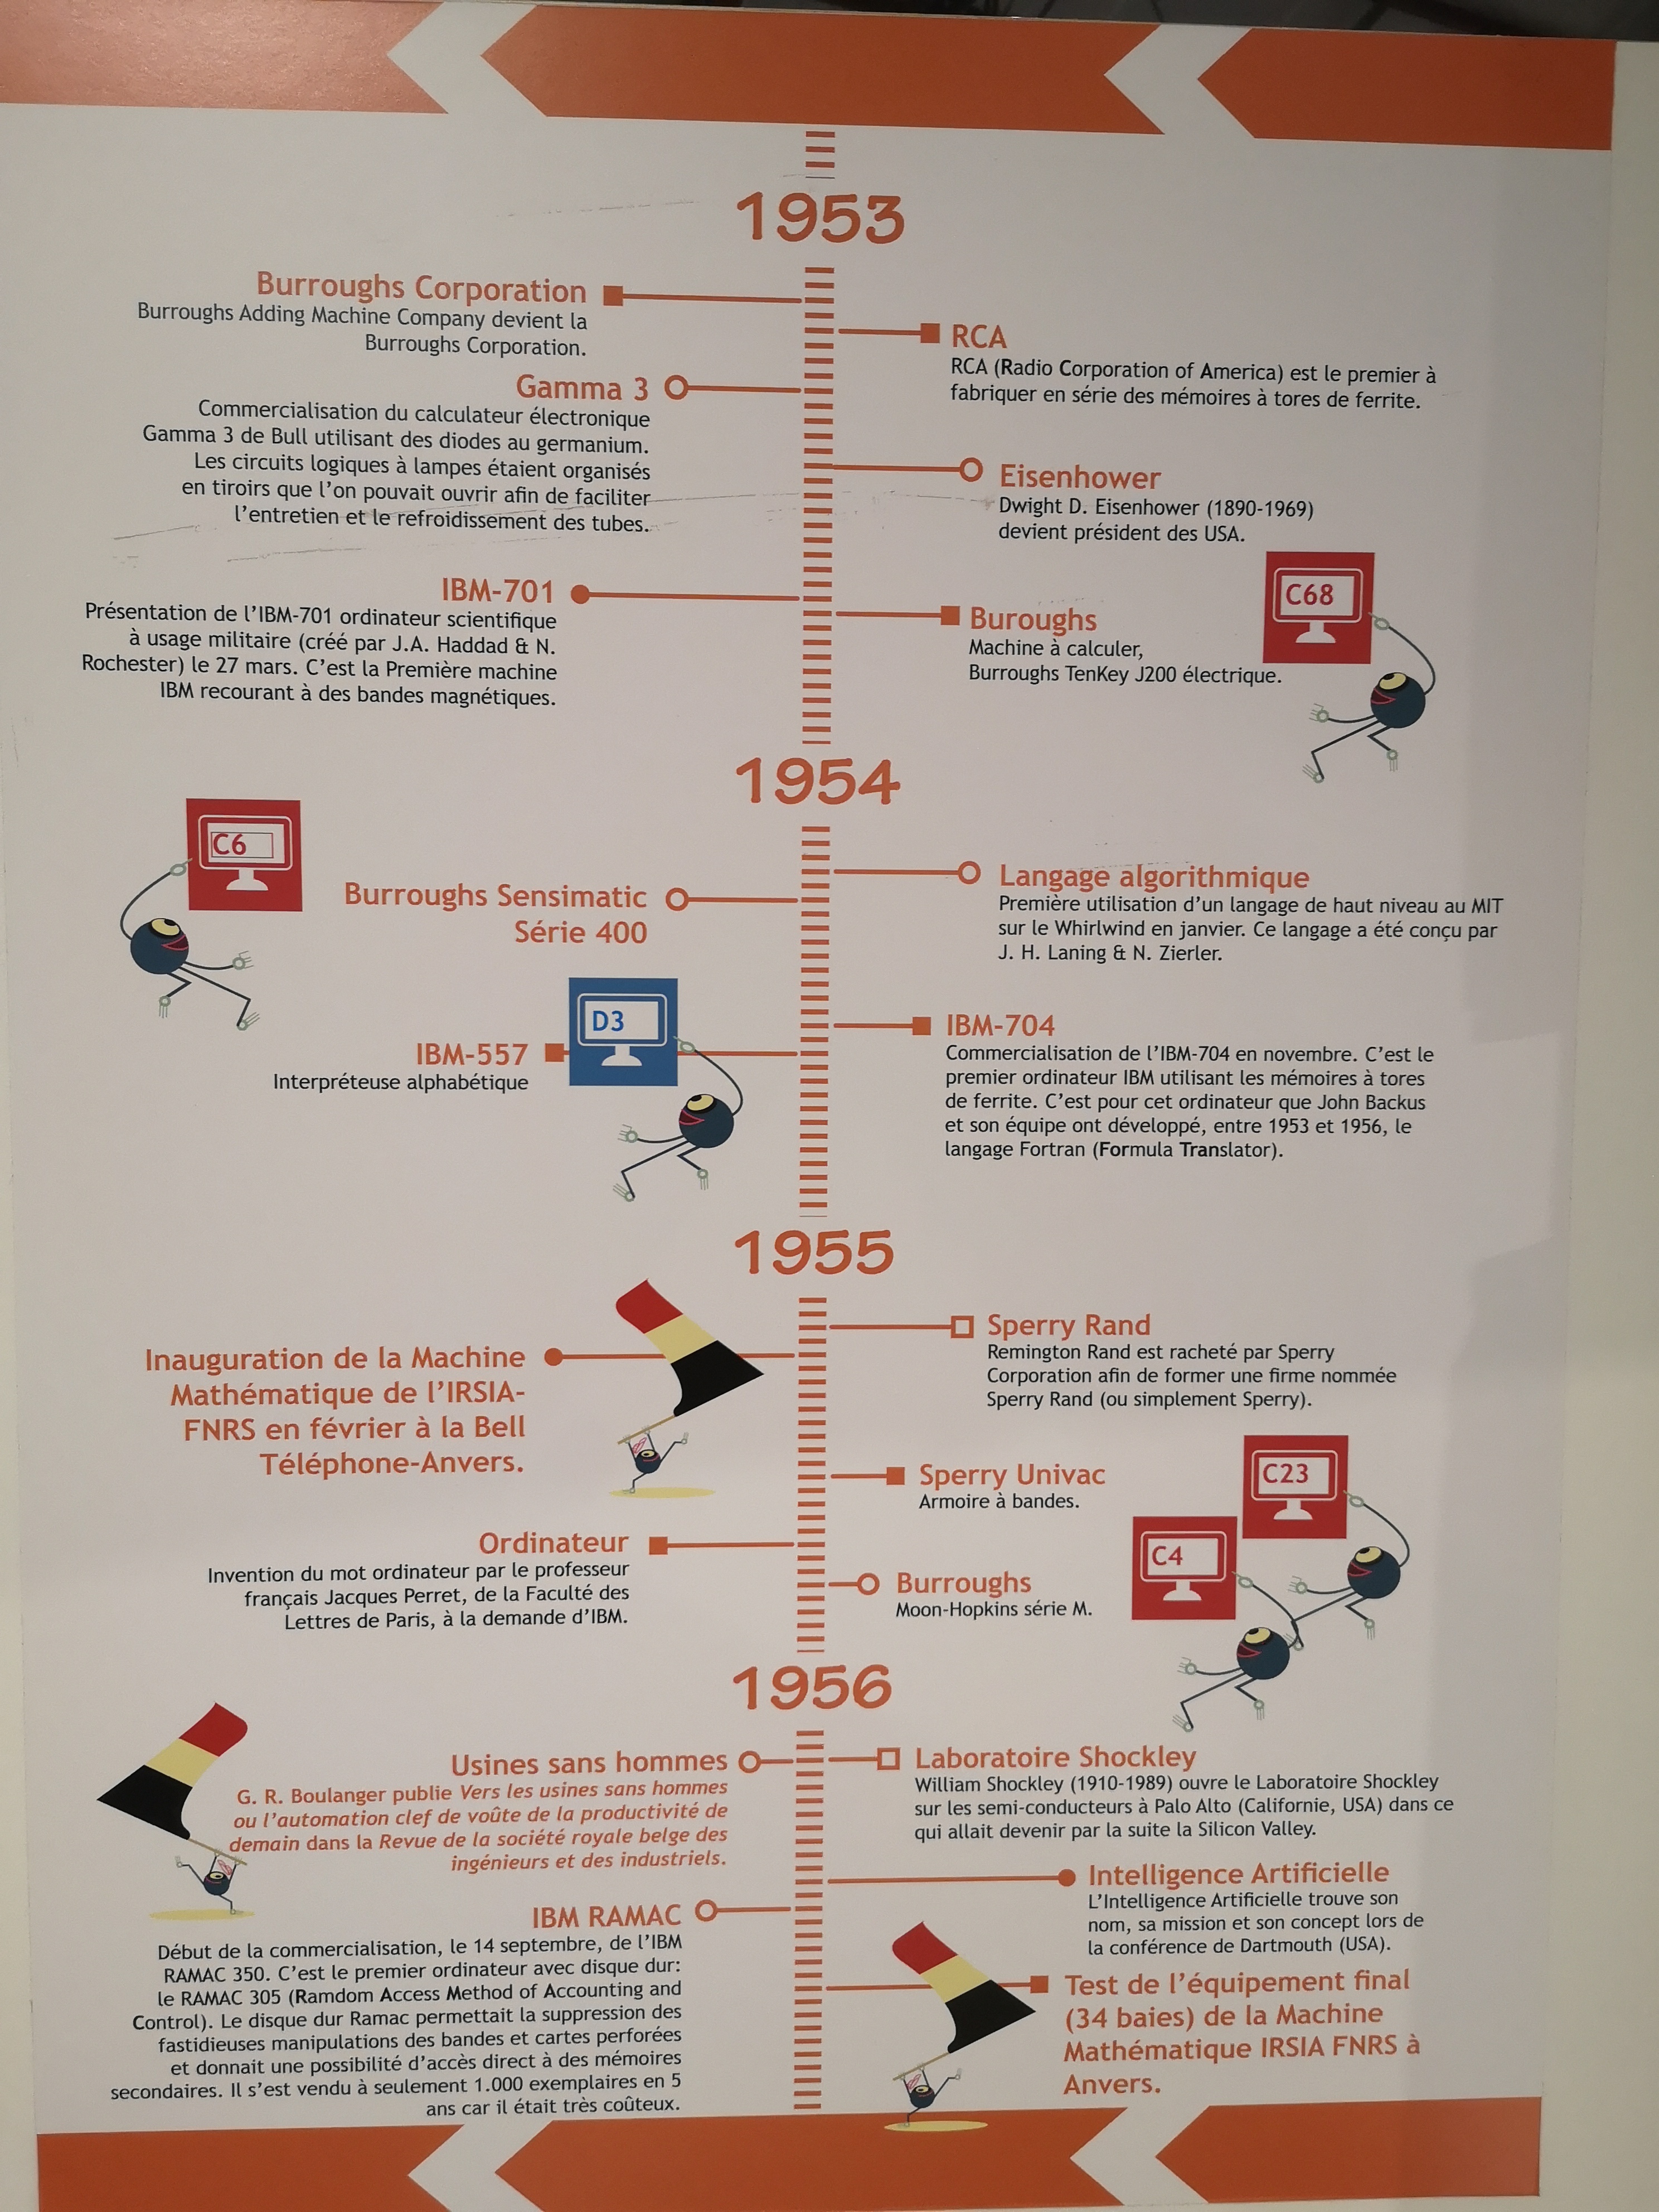 1953
Burroughs Corporation
Burroughs Adding Machine Company devient la
Burroughs Corporation.
RCA
RCA (Radio Corporation of America) est le premier à
fabriquer en série des mémoires à tores de ferrite.
Gamma 3
Commercialisation du calculateur électronique
Gamma 3 de Bull utilisant des diodes au germanium.
Les circuits logiques à lampes étaient organisés
en tiroirs que l'on pouvait ouvrir afin de faciliter
l'entretien et le refroidissement des tubes.
Eisenhower
Dwight D. Eisenhower (1890-1969)
devient président des USA.
IBM-701
Présentation de l'IBM-701 ordinateur scientifique
à usage militaire (créé par J.A. Haddad & N.
Rochester) le 27 mars. C'est la Première machine
IBM recourant à des bandes magnétiques.
Buroughs
Machine à calculer,
Burroughs TenKey J200 électrique.
C68
1954
C6
Burroughs Sensimatic
Série 400
Langage algorithmique
Première utilisation d'un langage de haut niveau au MIT
sur le Whirlwind en janvier. Ce langage a été conçu par
J. H. Laning & N. Zierler.
IBM-557
Interpréteuse alphabétique
D3
IBM-704
Commercialisation de l'IBM-704 en novembre. C'est le
premier ordinateur IBM utilisant les mémoires à tores
de ferrite. C'est pour cet ordinateur que John Backus
et son équipe ont développé, entre 1953 et 1956, le
langage Fortran (Formula Translator).
1955
Inauguration de la Machine
Mathématique de l'IRSIA-
FNRS en février à la Bell
Téléphone-Anvers.
Sperry Rand
Remington Rand est racheté par Sperry
Corporation afin de former une firme nommée
Sperry Rand (ou simplement Sperry).
Sperry Univac
Armoire à bandes.
C23
Ordinateur
Invention du mot ordinateur par le professeur
français Jacques Perret, de la Faculté des
Lettres de Paris, à la demande d'IBM.
Burroughs
Moon-Hopkins série M.
C4
1956
Usines sans hommes
G. R. Boulanger publie Vers les usines sans hommes
ou l'automation clef de voûte de la productivité de
demain dans la Revue de la société royale belge des
ingénieurs et des industriels.
Laboratoire Shockley
William Shockley (1910-1989) ouvre le Laboratoire Shockley
sur les semi-conducteurs à Palo Alto (Californie, USA) dans ce
qui allait devenir par la suite la Silicon Valley.
Intelligence Artificielle
L'Intelligence Artificielle trouve son
nom, sa mission et son concept lors de
la conférence de Dartmouth (USA).
IBM RAMAC
Début de la commercialisation, le 14 septembre, de l'IBM
RAMAC 350. C'est le premier ordinateur avec disque dur:
le RAMAC 305 (Ramdom Access Method of Accounting and
Control). Le disque dur Ramac permettait la suppression des
fastidieuses manipulations des bandes et cartes perforées
et donnait une possibilité d'accès direct à des mémoires
secondaires. Il s'est vendu à seulement 1.000 exemplaires en 5
ans car il était très coûteux.
Test de l'équipement final
(34 baies) de la Machine
Mathématique IRSIA FNRS à
Anvers.